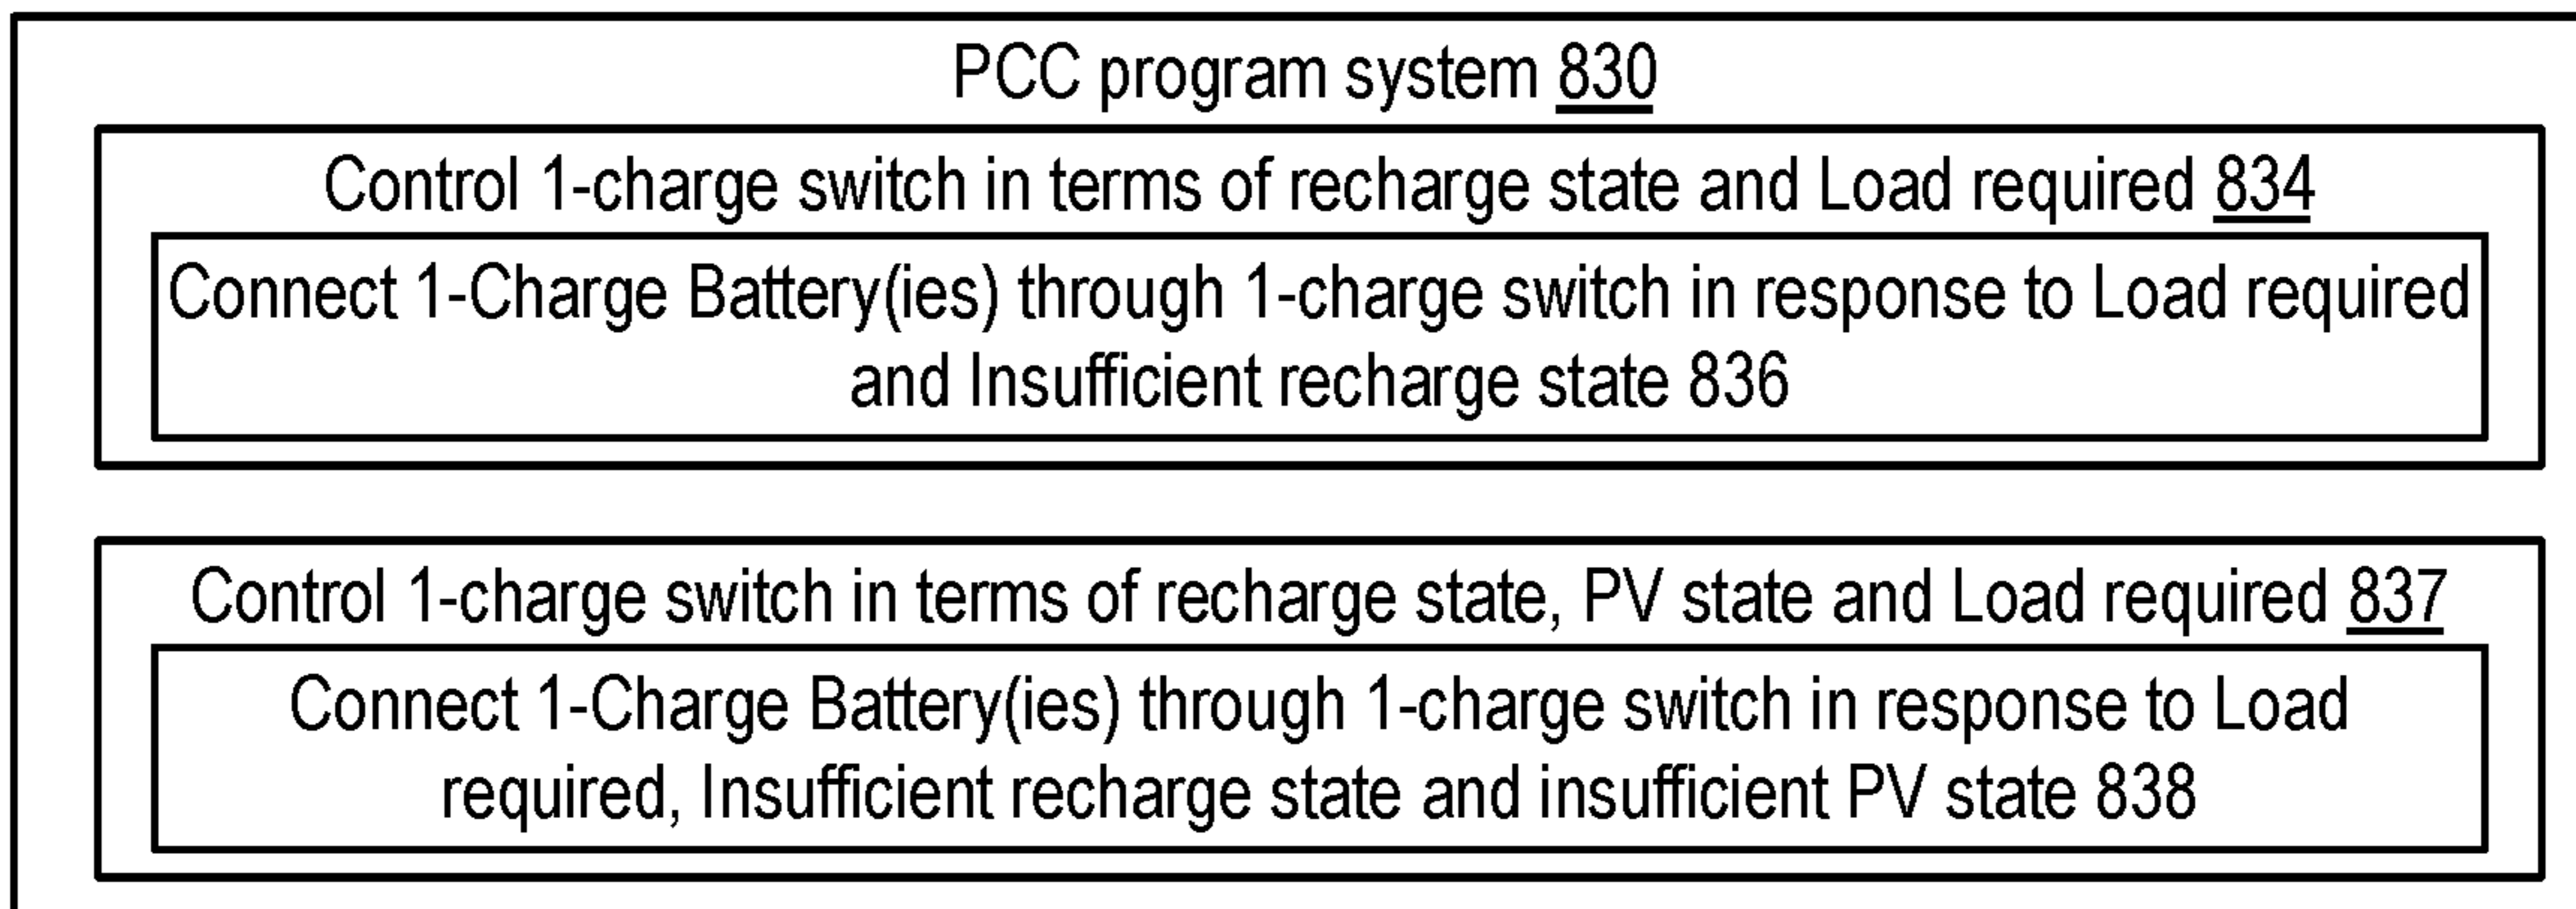 PCC program system 830
Control 1-charge switch in terms of recharge state and Load required 834
Connect 1-Charge Battery(ies) through 1-charge switch in response to Load required
and Insufficient recharge state 836
Control 1-charge switch in terms of recharge state, PV state and Load required 837
Connect 1-Charge Battery(ies) through 1-charge switch in response to Load
required, Insufficient recharge state and insufficient PV state 838